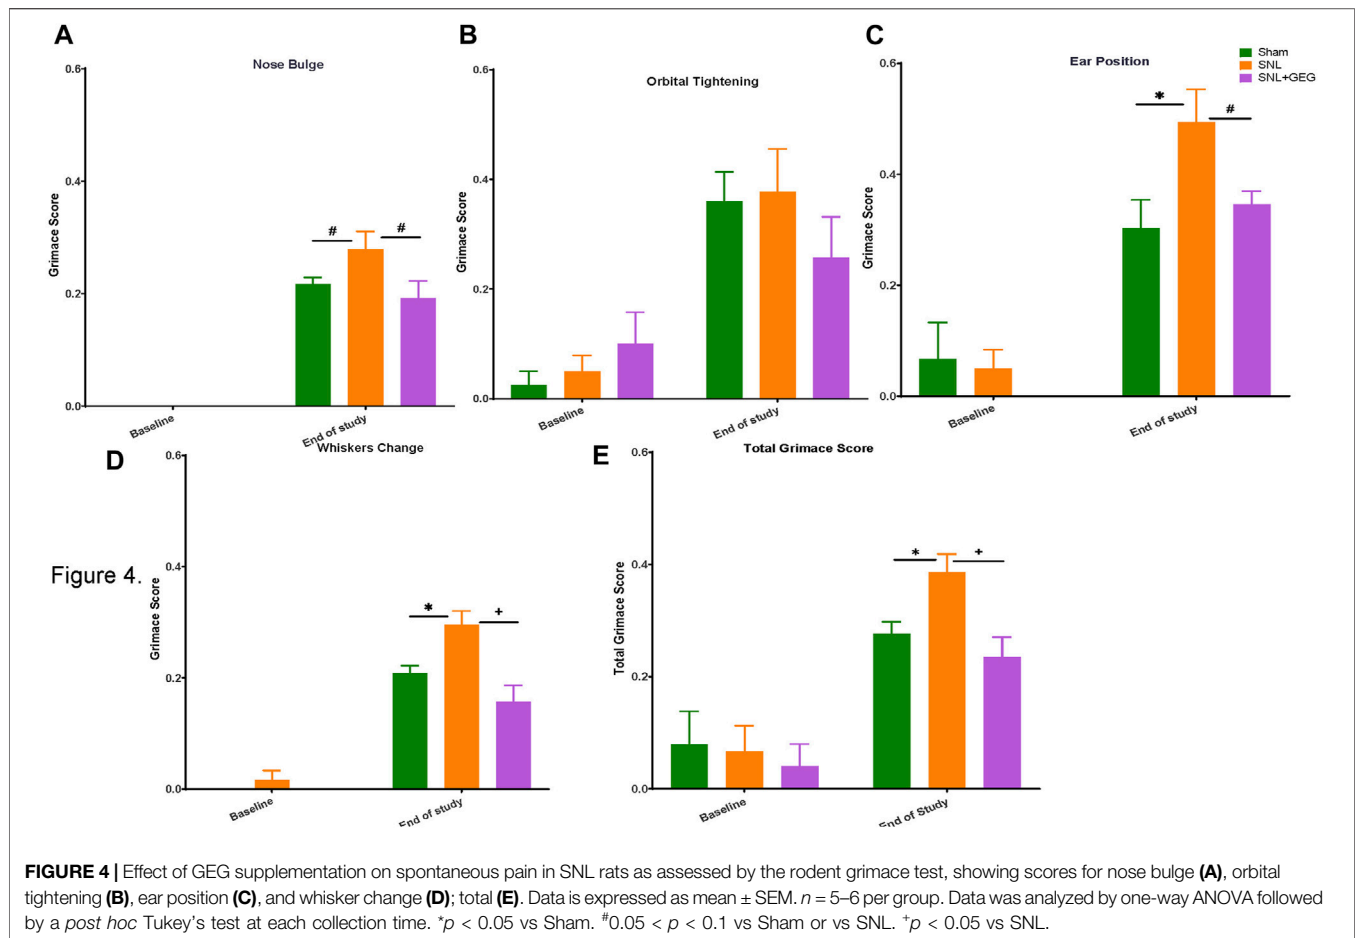 A
Nose Bulge
0.6
0.4
0.2
0.0
Grimace Score
#
#
Baseline
End of study
B
Orbital Tightening
0.6
0.4
0.2
0.0
Grimace Score
Baseline
End of study
C
Ear Position
Sham
SNL
SNL+GEG
0.6
0.4
0.2
0.0
Grimace Score
*
#
Baseline
End of study
D
Whiskers Change
0.6
0.4
0.2
0.0
Grimace Score
*
+
Baseline
End of study
Figure 4.
E
Total Grimace Score
0.6
0.4
0.2
0.0
Total Grimace Score
*
+
Baseline
End of Study
FIGURE 4 | Effect of GEG supplementation on spontaneous pain in SNL rats as assessed by the rodent grimace test, showing scores for nose bulge (A), orbital
tightening (B), ear position (C), and whisker change (D); total (E). Data is expressed as mean ± SEM. n = 5–6 per group. Data was analyzed by one-way ANOVA followed
by a post hoc Tukey’s test at each collection time. *p < 0.05 vs Sham. #0.05 < p < 0.1 vs Sham or vs SNL. +p < 0.05 vs SNL.